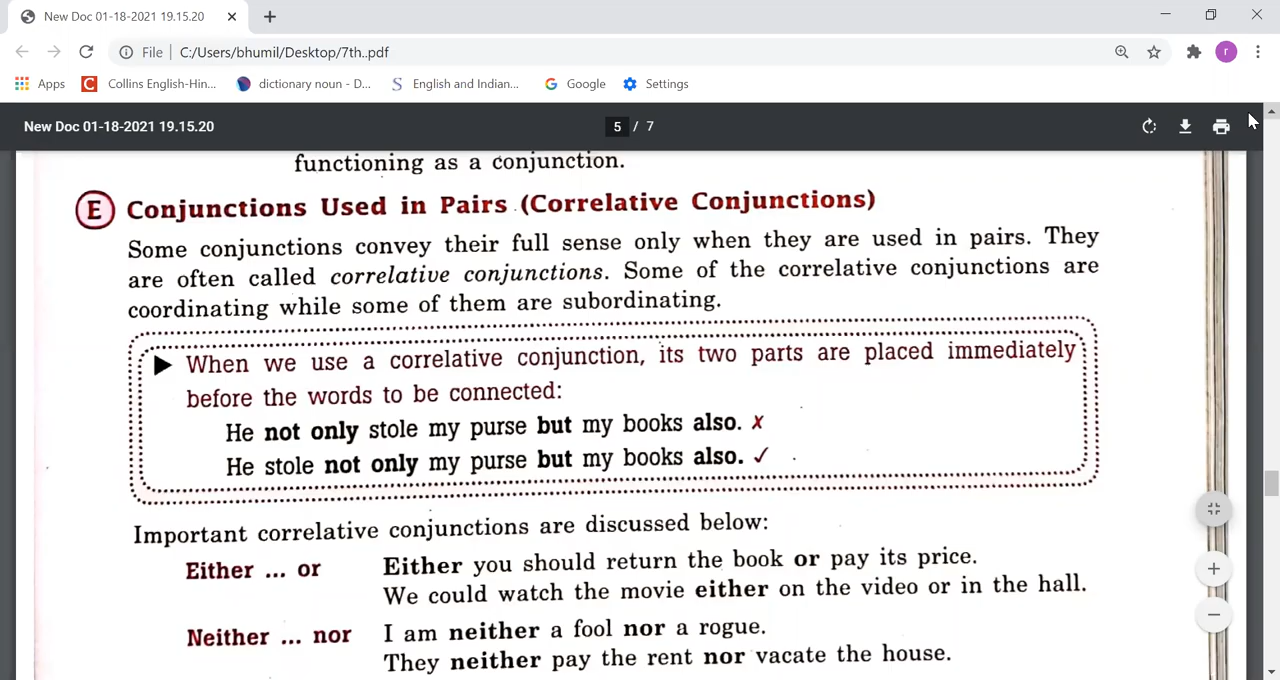 New Doc 01-18-2021 19.15.20
File C:/Users/bhumil/Desktop/7th..pdf r
Apps Collins English-Hin... dictionary noun - D... English and Indian... Google Settings
New Doc 01-18-2021 19.15.20 5 / 7
functioning as a conjunction.
E Conjunctions Used in Pairs (Correlative Conjunctions)
Some conjunctions convey their full sense only when they are used in pairs. They
are often called correlative conjunctions. Some of the correlative conjunctions are
coordinating while some of them are subordinating.
▶ When we use a correlative conjunction, its two parts are placed immediately
before the words to be connected:
He not only stole my purse but my books also. ✗
He stole not only my purse but my books also. ✓
Important correlative conjunctions are discussed below:
Either ... or Either you should return the book or pay its price.
We could watch the movie either on the video or in the hall.
Neither ... nor I am neither a fool nor a rogue.
They neither pay the rent nor vacate the house.